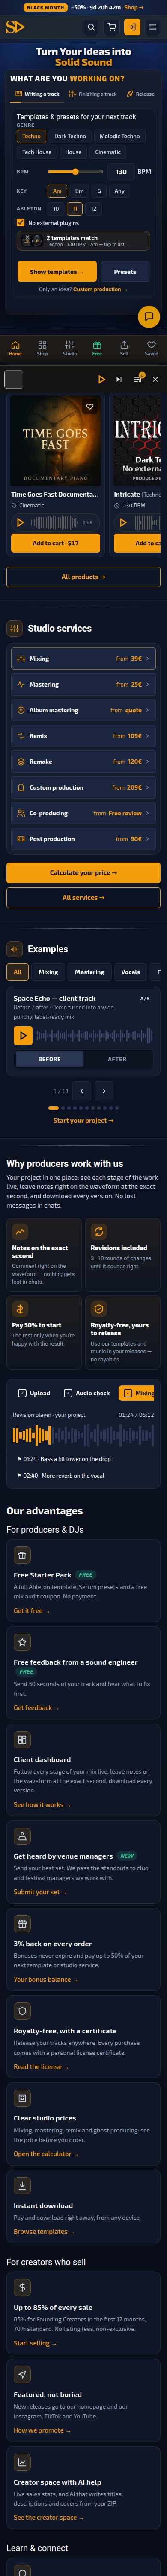 BLACK MONTH -50% · 9d 20h 42m Shop →
Turn Your Ideas into
Solid Sound
WHAT ARE YOU WORKING ON?
Writing a track Finishing a track Release
Templates & presets for your next track
GENRE
Techno Dark Techno Melodic Techno
Tech House House Cinematic
BPM 130 BPM
KEY Am Bm G Any
ABLETON 10 11 12
No external plugins
2 templates match
Techno · 130 BPM · Am — tap to list...
Show templates → Presets
Only an idea? Custom production →
Home Shop Studio Free Sell Saved
TIME GOES
FAST
DOCUMENTARY PIANO
Time Goes Fast Documenta...
Cinematic
2:40
Add to cart · $17
INTRIC
Dark T
No externa
PRODUCED B
Intricate (Techno
130 BPM
Add to ca
All products →
Studio services
Mixing from 39€
Mastering from 25€
Album mastering from quote
Remix from 109€
Remake from 120€
Custom production from 209€
Co-producing from Free review
Post production from 90€
Calculate your price →
All services →
Examples
All Mixing Mastering Vocals F
Space Echo — client track 4/6
Before / after · Demo turned into a wide,
punchy, label-ready mix
BEFORE AFTER
1 / 11
Start your project →
Why producers work with us
Your project in one place: see each stage of the
work, leave notes right on the waveform at the
exact second, and download every version. No lost
messages in chats.
Notes on the exact
second
Comment right on the
waveform — nothing gets
lost in chats.
Revisions included
3–10 rounds of changes
until it sounds right.
Pay 50% to start
The rest only when you're
happy with the result.
Royalty-free, yours
to release
Use our templates and
music in your releases —
no royalties.
Upload Audio check Mixing
Revision player · your project 01:24 / 05:12
01:24 · Bass a bit lower on the drop
02:40 · More reverb on the vocal
Our advantages
For producers & DJs
Free Starter Pack FREE
A full Ableton template, Serum presets and a free
mix audit coupon. No payment.
Get it free →
Free feedback from a sound engineer
FREE
Send 30 seconds of your track and hear what to fix
first.
Get feedback →
Client dashboard
Follow every stage of your mix live, leave notes on
the waveform at the exact second, download every
version.
See how it works →
Get heard by venue managers NEW
Send your best set. We pass the standouts to club
and festival managers we work with.
Submit your set →
3% back on every order
Bonuses never expire and pay up to 50% of your
next template or studio service.
Your bonus balance →
Royalty-free, with a certificate
Release your tracks anywhere. Every purchase
comes with a personal license certificate.
Read the license →
Clear studio prices
Mixing, mastering, remix and ghost producing: see
the price before you order.
Open the calculator →
Instant download
Pay and download right away, from any device.
Browse templates →
For creators who sell
Up to 85% of every sale
85% for Founding Creators in the first 12 months,
70% standard. No listing fees, non-exclusive.
Start selling →
Featured, not buried
New releases go to our homepage and our
Instagram, TikTok and YouTube.
How we promote →
Creator space with AI help
Live sales stats, and AI that writes titles,
descriptions and covers from your ZIP.
See the creator space →
Learn & connect